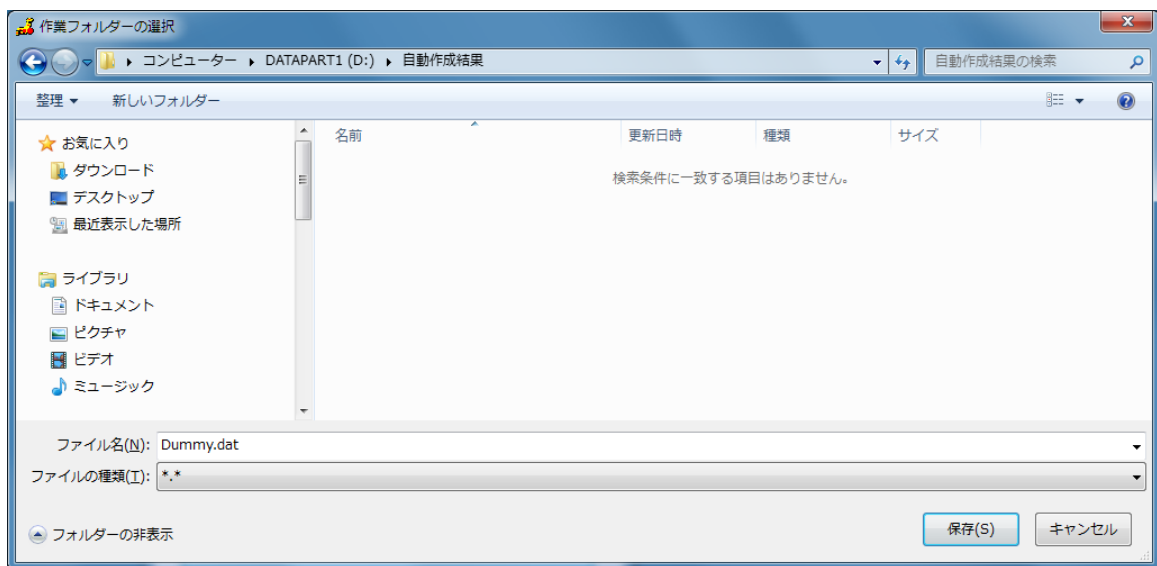 作業フォルダーの選択
コンピューター DATAPART1 (D:) 自動作成結果 自動作成結果の検索
整理 新しいフォルダー
お気に入り
ダウンロード
デスクトップ
最近表示した場所
ライブラリ
ドキュメント
ピクチャ
ビデオ
ミュージック
名前 更新日時 種類 サイズ
検索条件に一致する項目はありません。
ファイル名(N): Dummy.dat
ファイルの種類(T): *.*
フォルダーの非表示 保存(S) キャンセル